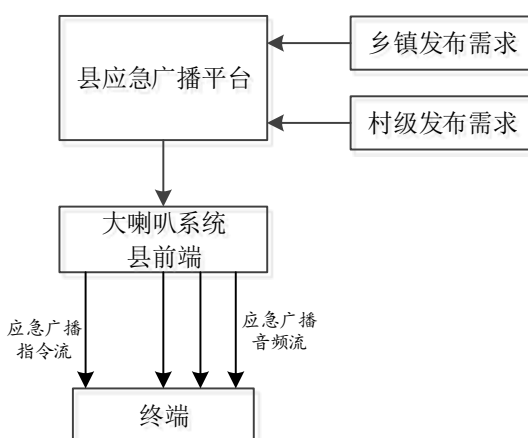 乡镇发布需求
县应急广播平台
村级发布需求
大喇叭系统
县前端
应急广播
指令流
应急广播
音频流
终端